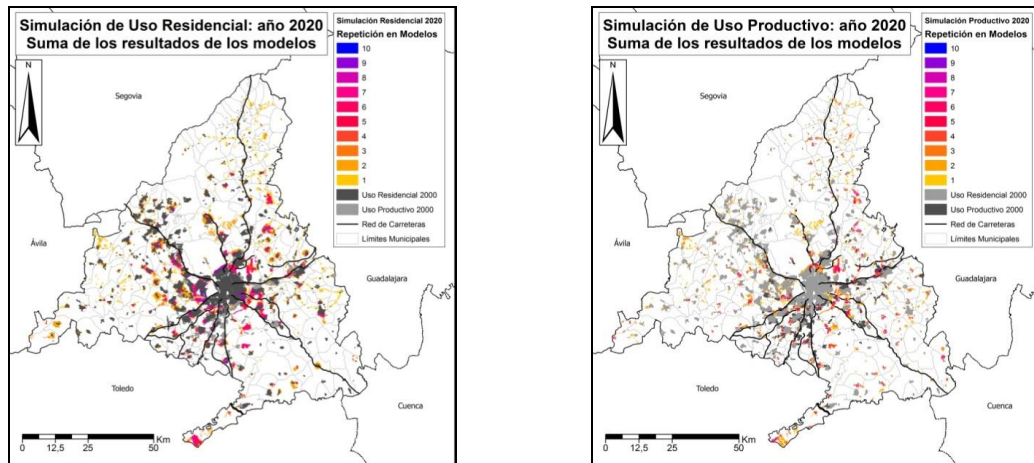 Simulación de Uso Residencial: año 2020
Suma de los resultados de los modelos
Simulación Residencial 2020
Repetición en Modelos
10
9
8
7
6
5
4
3
2
1
Uso Residencial 2000
Uso Productivo 2000
Red de Carreteras
Límites Municipales
N
Segovia
Ávila
Guadalajara
Toledo
Cuenca
Km
0 12,5 25 50
Simulación de Uso Productivo: año 2020
Suma de los resultados de los modelos
Simulación Productivo 2020
Repetición en Modelos
10
9
8
7
6
5
4
3
2
1
Uso Residencial 2000
Uso Productivo 2000
Red de Carreteras
Límites Municipales
N
Segovia
Ávila
Guadalajara
Toledo
Cuenca
Km
0 12,5 25 50